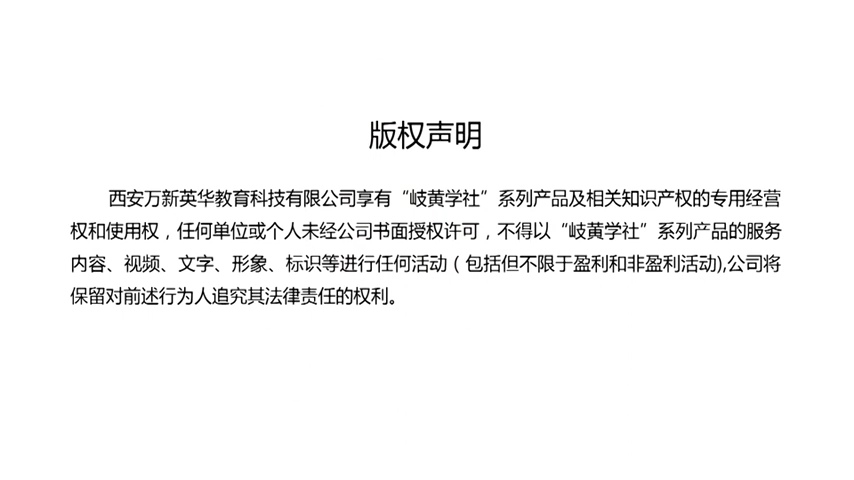 版权声明
西安万新英华教育科技有限公司享有“岐黄学社”系列产品及相关知识产权的专用经营
权和使用权，任何单位或个人未经公司书面授权许可，不得以“岐黄学社”系列产品的服务
内容、视频、文字、形象、标识等进行任何活动（包括但不限于盈利和非盈利活动),公司将
保留对前述行为人追究其法律责任的权利。